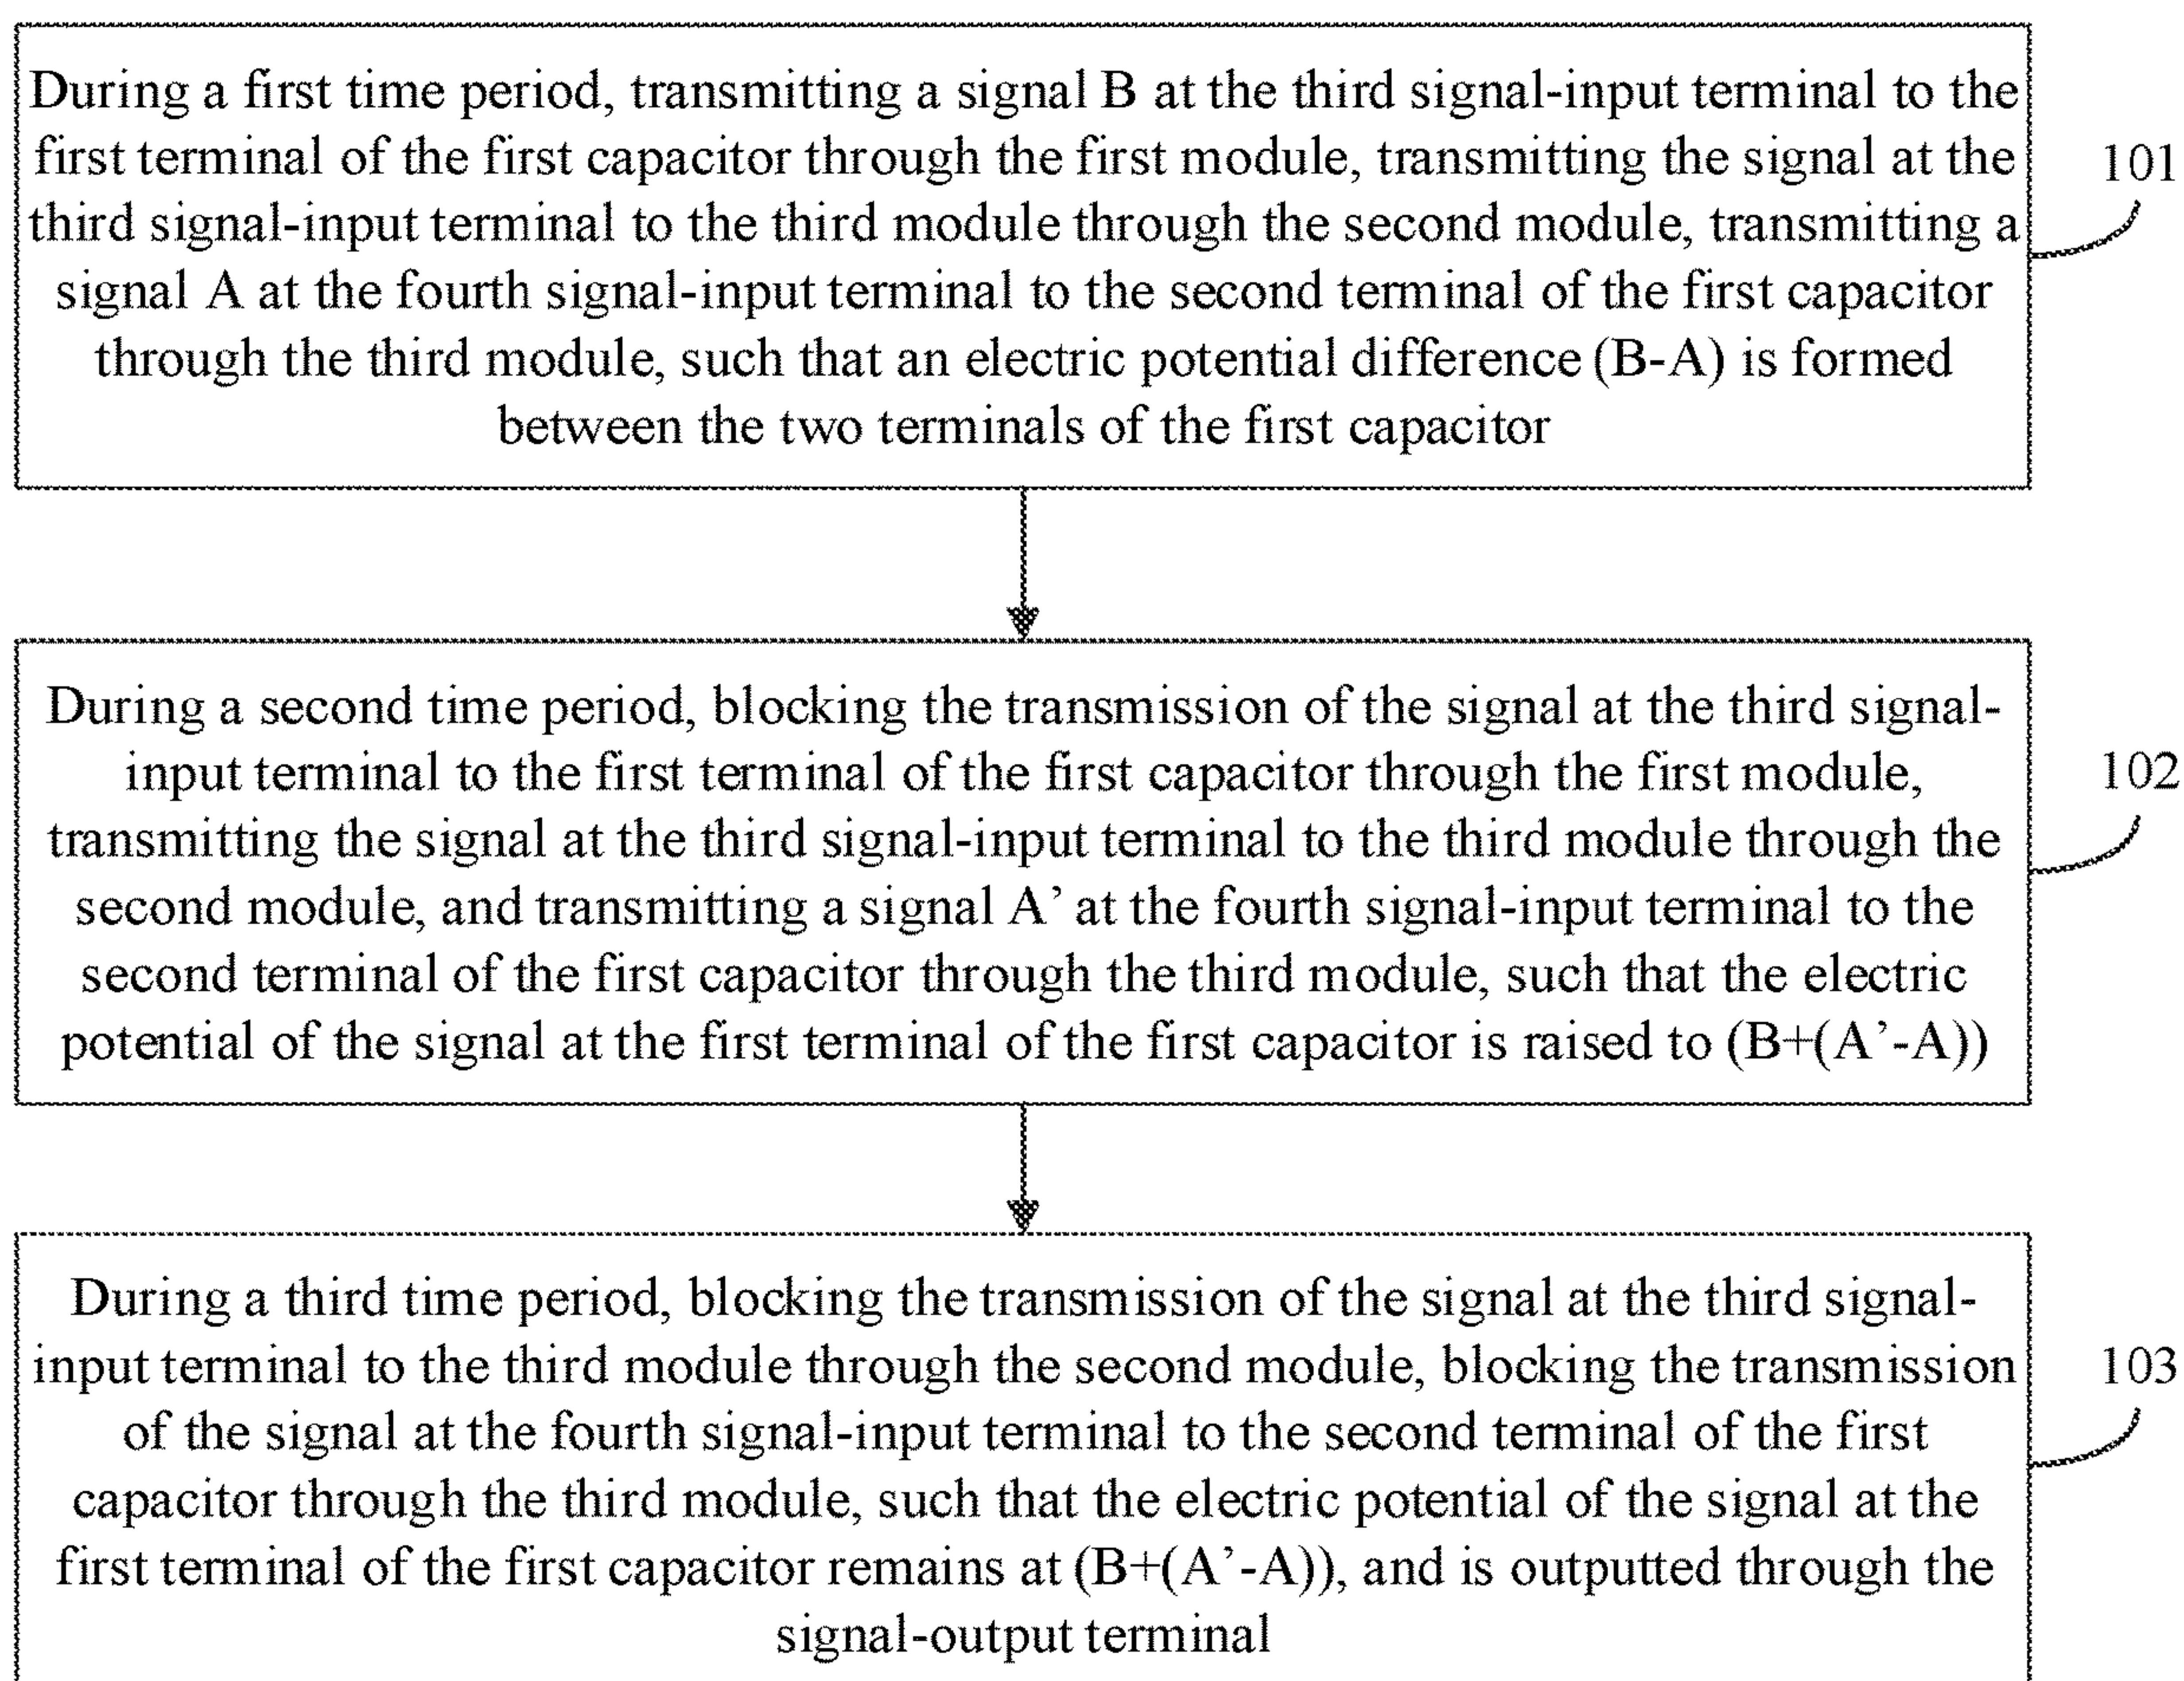 During a first time period, transmitting a signal B at the third signal-input terminal to the
first terminal of the first capacitor through the first module, transmitting the signal at the
third signal-input terminal to the third module through the second module, transmitting a
signal A at the fourth signal-input terminal to the second terminal of the first capacitor
through the third module, such that an electric potential difference (B-A) is formed
between the two terminals of the first capacitor
101
During a second time period, blocking the transmission of the signal at the third signal-
input terminal to the first terminal of the first capacitor through the first module,
transmitting the signal at the third signal-input terminal to the third module through the
second module, and transmitting a signal A’ at the fourth signal-input terminal to the
second terminal of the first capacitor through the third module, such that the electric
potential of the signal at the first terminal of the first capacitor is raised to (B+(A’-A))
102
During a third time period, blocking the transmission of the signal at the third signal-
input terminal to the third module through the second module, blocking the transmission
of the signal at the fourth signal-input terminal to the second terminal of the first
capacitor through the third module, such that the electric potential of the signal at the
first terminal of the first capacitor remains at (B+(A’-A)), and is outputted through the
signal-output terminal
103